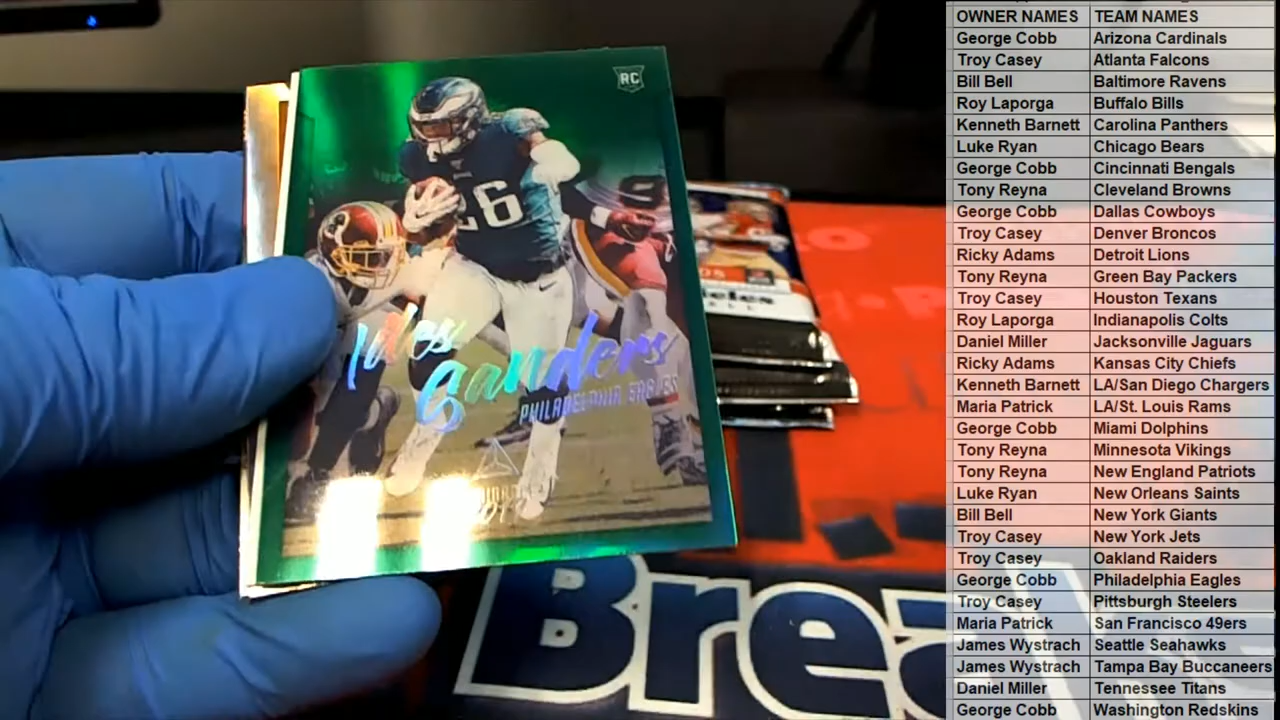 RC
26
Sanders
PHILADELPHIA EAGLES
Brea
OWNER NAMES TEAM NAMES
George Cobb Arizona Cardinals
Troy Casey Atlanta Falcons
Bill Bell Baltimore Ravens
Roy Laporga Buffalo Bills
Kenneth Barnett Carolina Panthers
Luke Ryan Chicago Bears
George Cobb Cincinnati Bengals
Tony Reyna Cleveland Browns
George Cobb Dallas Cowboys
Troy Casey Denver Broncos
Ricky Adams Detroit Lions
Tony Reyna Green Bay Packers
Troy Casey Houston Texans
Roy Laporga Indianapolis Colts
Daniel Miller Jacksonville Jaguars
Ricky Adams Kansas City Chiefs
Kenneth Barnett LA/San Diego Chargers
Maria Patrick LA/St. Louis Rams
George Cobb Miami Dolphins
Tony Reyna Minnesota Vikings
Tony Reyna New England Patriots
Luke Ryan New Orleans Saints
Bill Bell New York Giants
Troy Casey New York Jets
Troy Casey Oakland Raiders
George Cobb Philadelphia Eagles
Troy Casey Pittsburgh Steelers
Maria Patrick San Francisco 49ers
James Wystrach Seattle Seahawks
James Wystrach Tampa Bay Buccaneers
Daniel Miller Tennessee Titans
George Cobb Washington Redskins